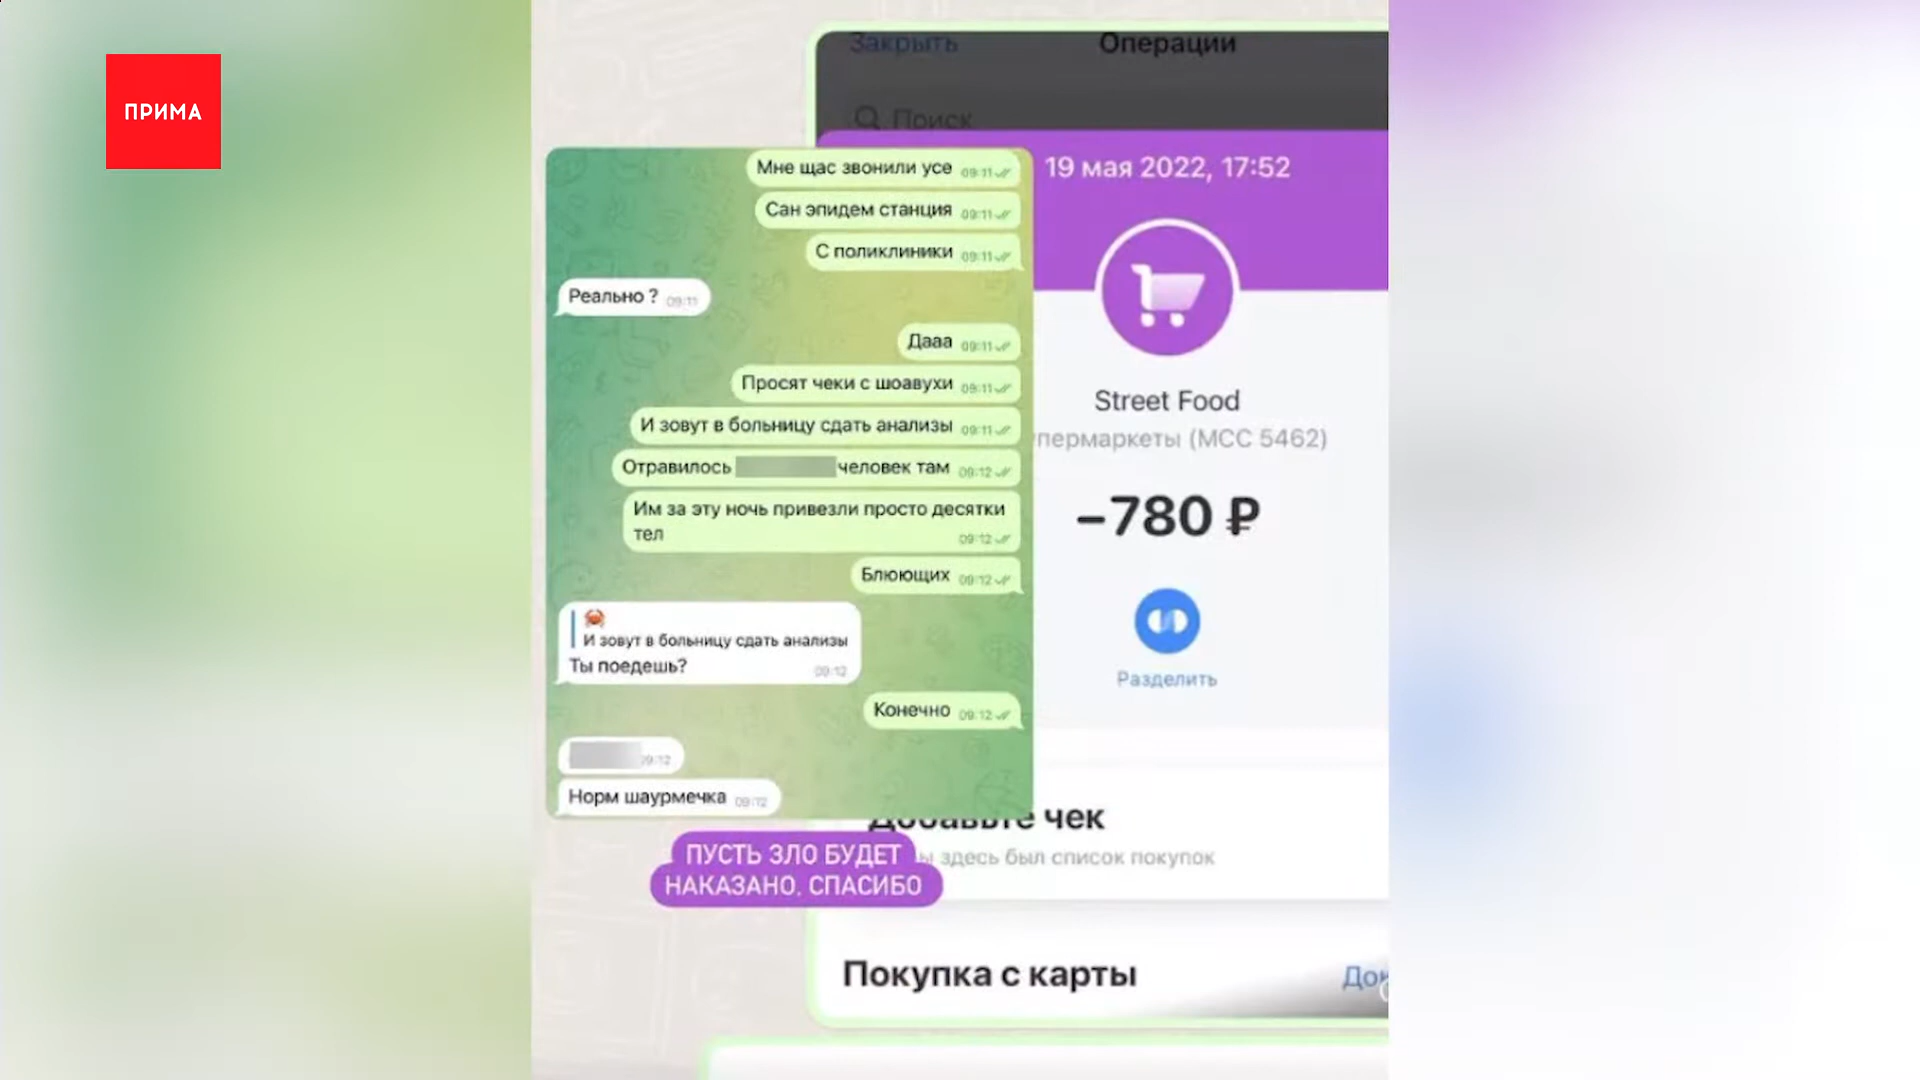 ПРИМА
Закрыть
Операции
Поиск
19 мая 2022, 17:52
Street Food
пермаркеты (МСС 5462)
–780 ₽
Разделить
Добавьте чек
здесь был список покупок
Покупка с карты
Мне щас звонили усе 09:11
Сан эпидем станция 09:11
С поликлиники 09:11
Реально ? 09:11
Дааа 09:11
Просят чеки с шоавухи 09:11
И зовут в больницу сдать анализы 09:11
Отравилось человек там 09:12
Им за эту ночь привезли просто десятки
тел 09:12
Блюющих 09:12
И зовут в больницу сдать анализы
Ты поедешь? 09:12
Конечно 09:12
09:12
Норм шаурмечка 09:12
ПУСТЬ ЗЛО БУДЕТ
НАКАЗАНО. СПАСИБО